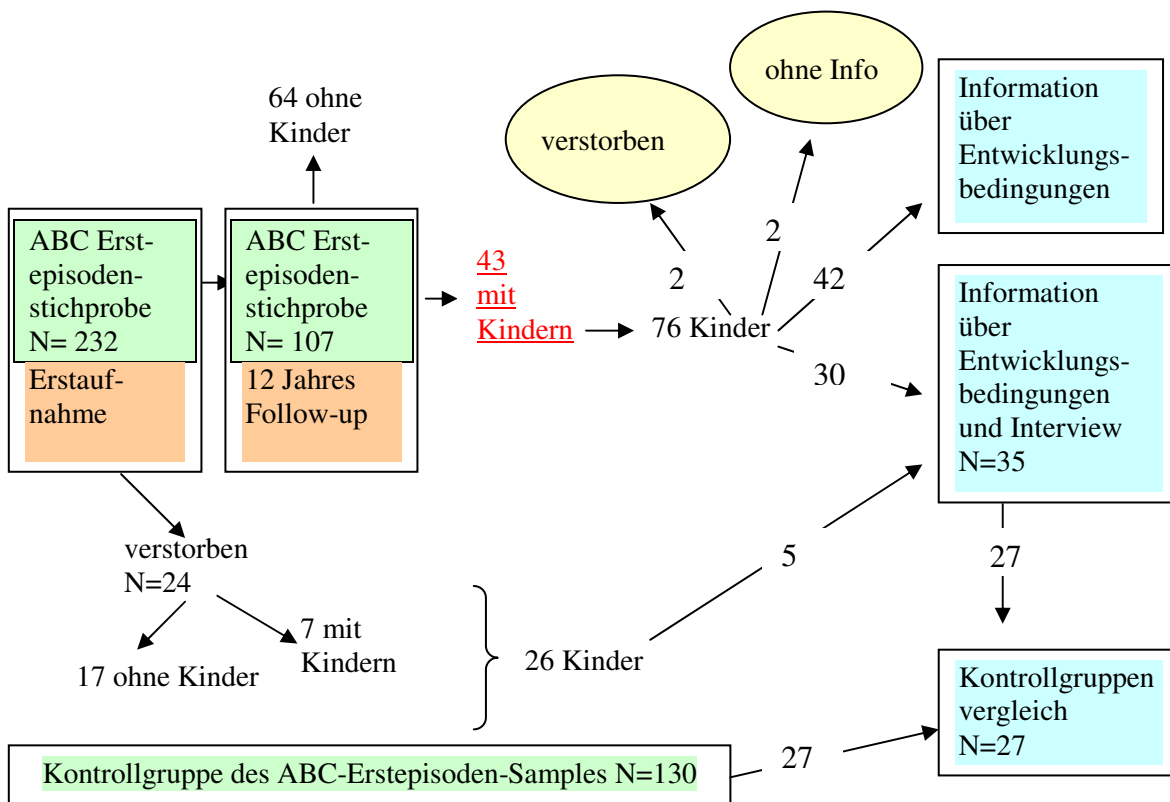 64 ohne
Kinder
verstorben
ohne Info
Information
über
Entwicklungs-
bedingungen
ABC Erst-
episoden-
stichprobe
N= 232
Erstauf-
nahme
ABC Erst-
episoden-
stichprobe
N= 107
12 Jahres
Follow-up
43
mit
Kindern
76 Kinder
2
2
42
30
Information
über
Entwicklungs-
bedingungen
und Interview
N=35
verstorben
N=24
17 ohne Kinder
7 mit
Kindern
26 Kinder
5
27
Kontrollgruppen
vergleich
N=27
Kontrollgruppe des ABC-Erstepisoden-Samples N=130
27